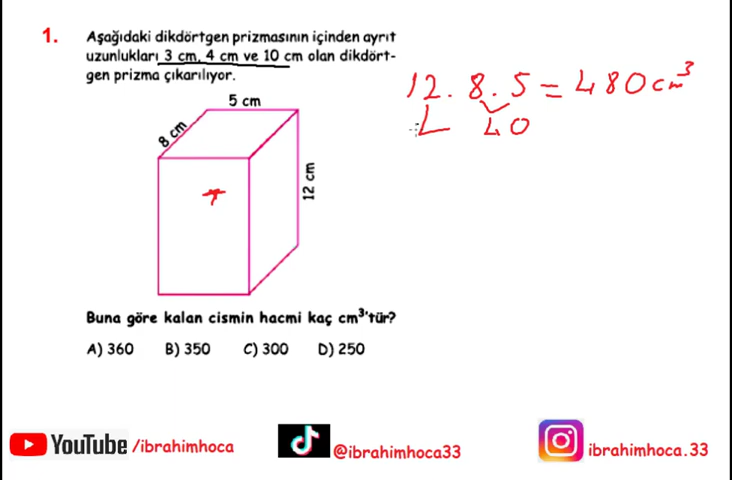 1. Aşağıdaki dikdörtgen prizmasının içinden ayrıt
uzunlukları 3 cm, 4 cm ve 10 cm olan dikdört-
gen prizma çıkarılıyor.
5 cm
8 cm
12 cm
12. 8. 5 = 480 cm³
40
Buna göre kalan cismin hacmi kaç cm³'tür?
A) 360 B) 350 C) 300 D) 250
YouTube /ibrahimhoca
@ibrahimhoca33
ibrahimhoca.33